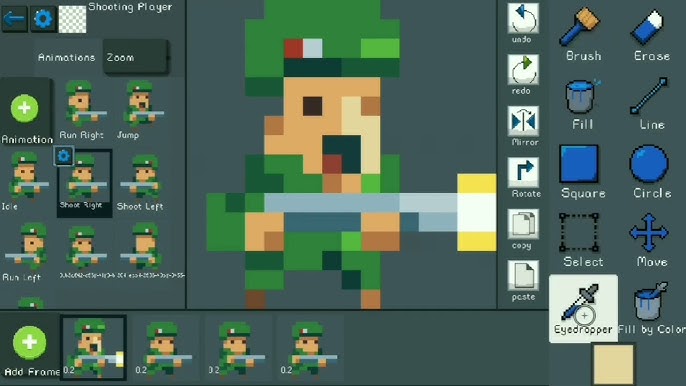 Shooting Player
Animations
Zoom
Animation
Run Right
Jump
Idle
Shoot Right
Shoot Left
Run Left
Add Frame
0.2
0.2
0.2
0.2
undo
redo
Mirror
Rotate
copy
paste
Brush
Erase
Fill
Line
Square
Circle
Select
Move
Eyedropper
Fill by Color